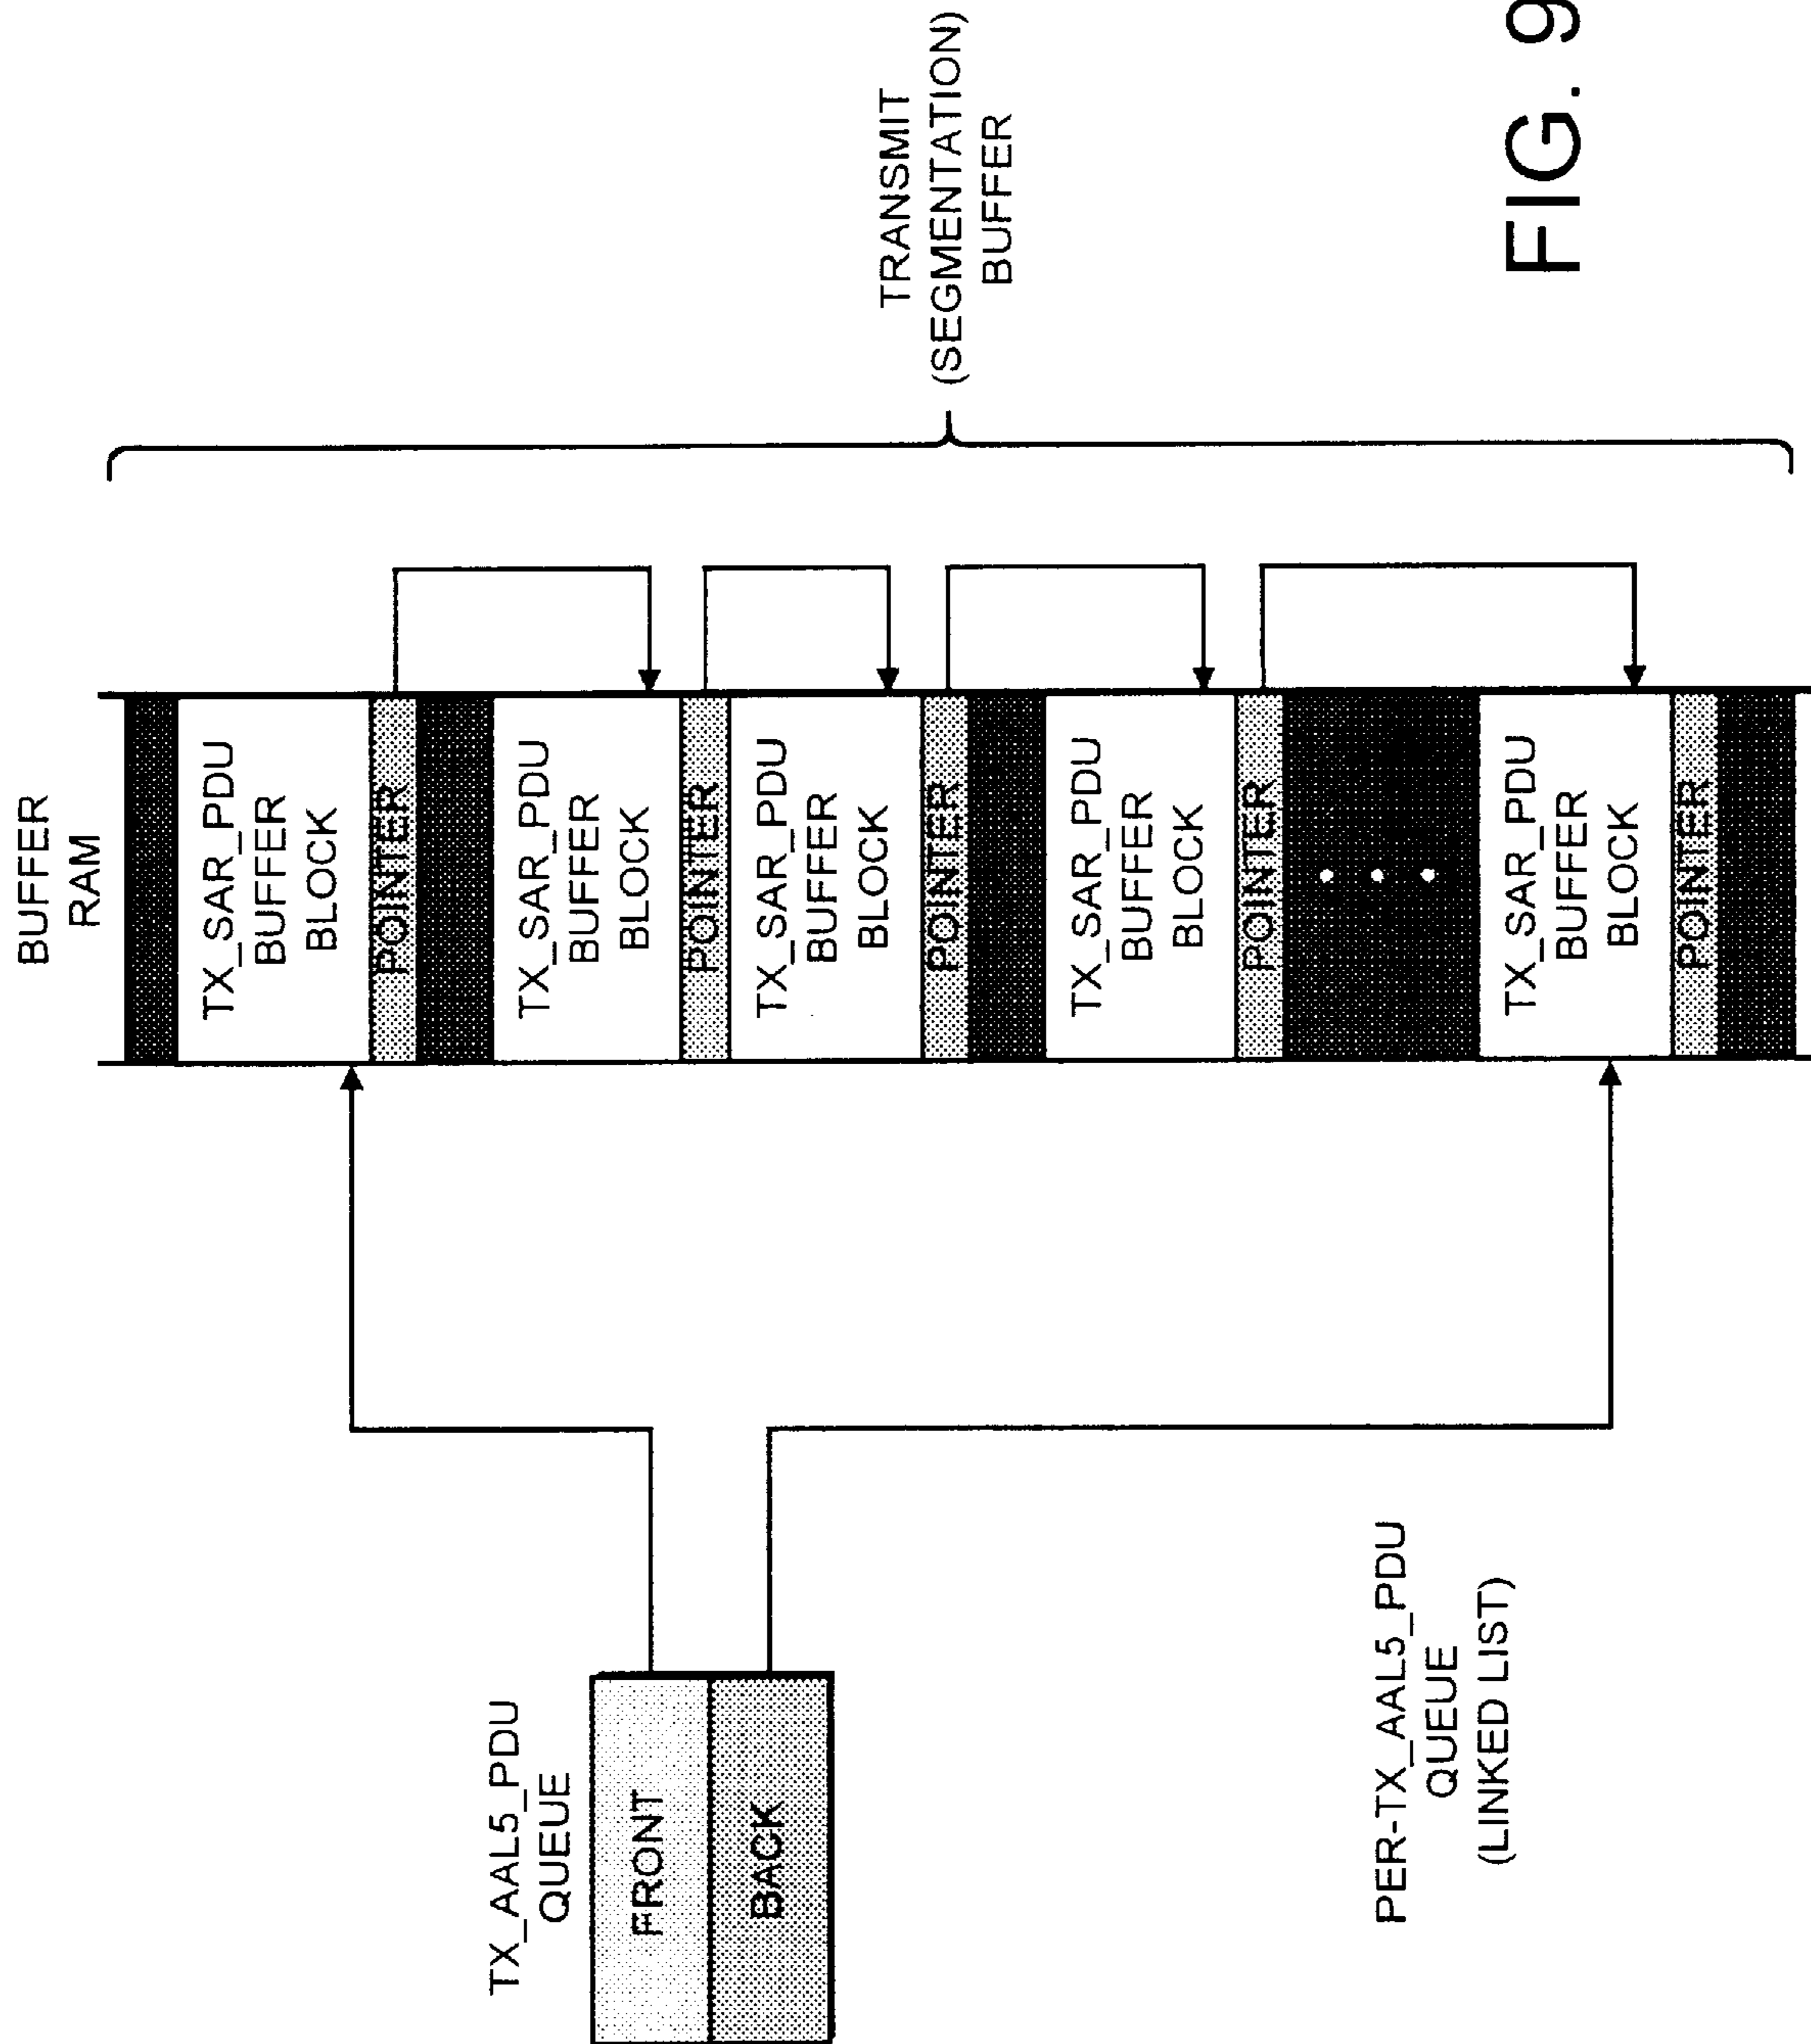 BUFFER
RAM
TX_SAR_PDU
BUFFER
BLOCK
POINTER
TX_SAR_PDU
BUFFER
BLOCK
POINTER
TX_SAR_PDU
BUFFER
BLOCK
POINTER
TX_SAR_PDU
BUFFER
BLOCK
POINTER
TX_SAR_PDU
BUFFER
BLOCK
POINTER
TX_AAL5_PDU
QUEUE
FRONT
BACK
PER-TX_AAL5_PDU
QUEUE
(LINKED LIST)
TRANSMIT
(SEGMENTATION)
BUFFER
FIG. 9